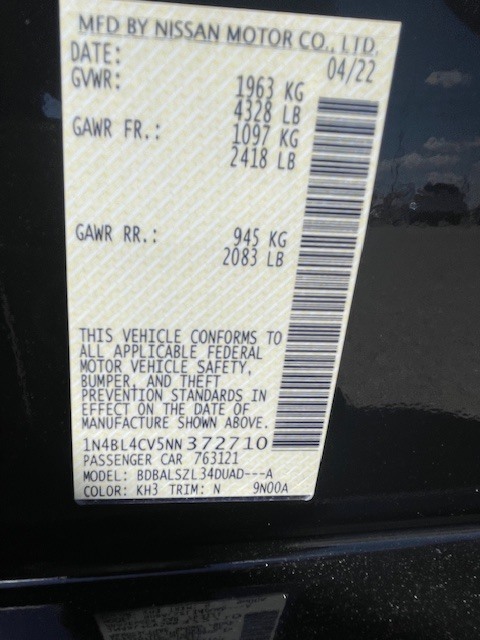 MFD BY NISSAN MOTOR CO., LTD.
DATE: 04/22
GVWR: 1963 KG
4328 LB
GAWR FR.: 1097 KG
2418 LB
GAWR RR.: 945 KG
2083 LB
THIS VEHICLE CONFORMS TO
ALL APPLICABLE FEDERAL
MOTOR VEHICLE SAFETY,
BUMPER, AND THEFT
PREVENTION STANDARDS IN
EFFECT ON THE DATE OF
MANUFACTURE SHOWN ABOVE.
1N4BL4CV5NN372710
PASSENGER CAR 763121
MODEL: BDBALSZL34DUAD---A
COLOR: KH3 TRIM: N 9N00A